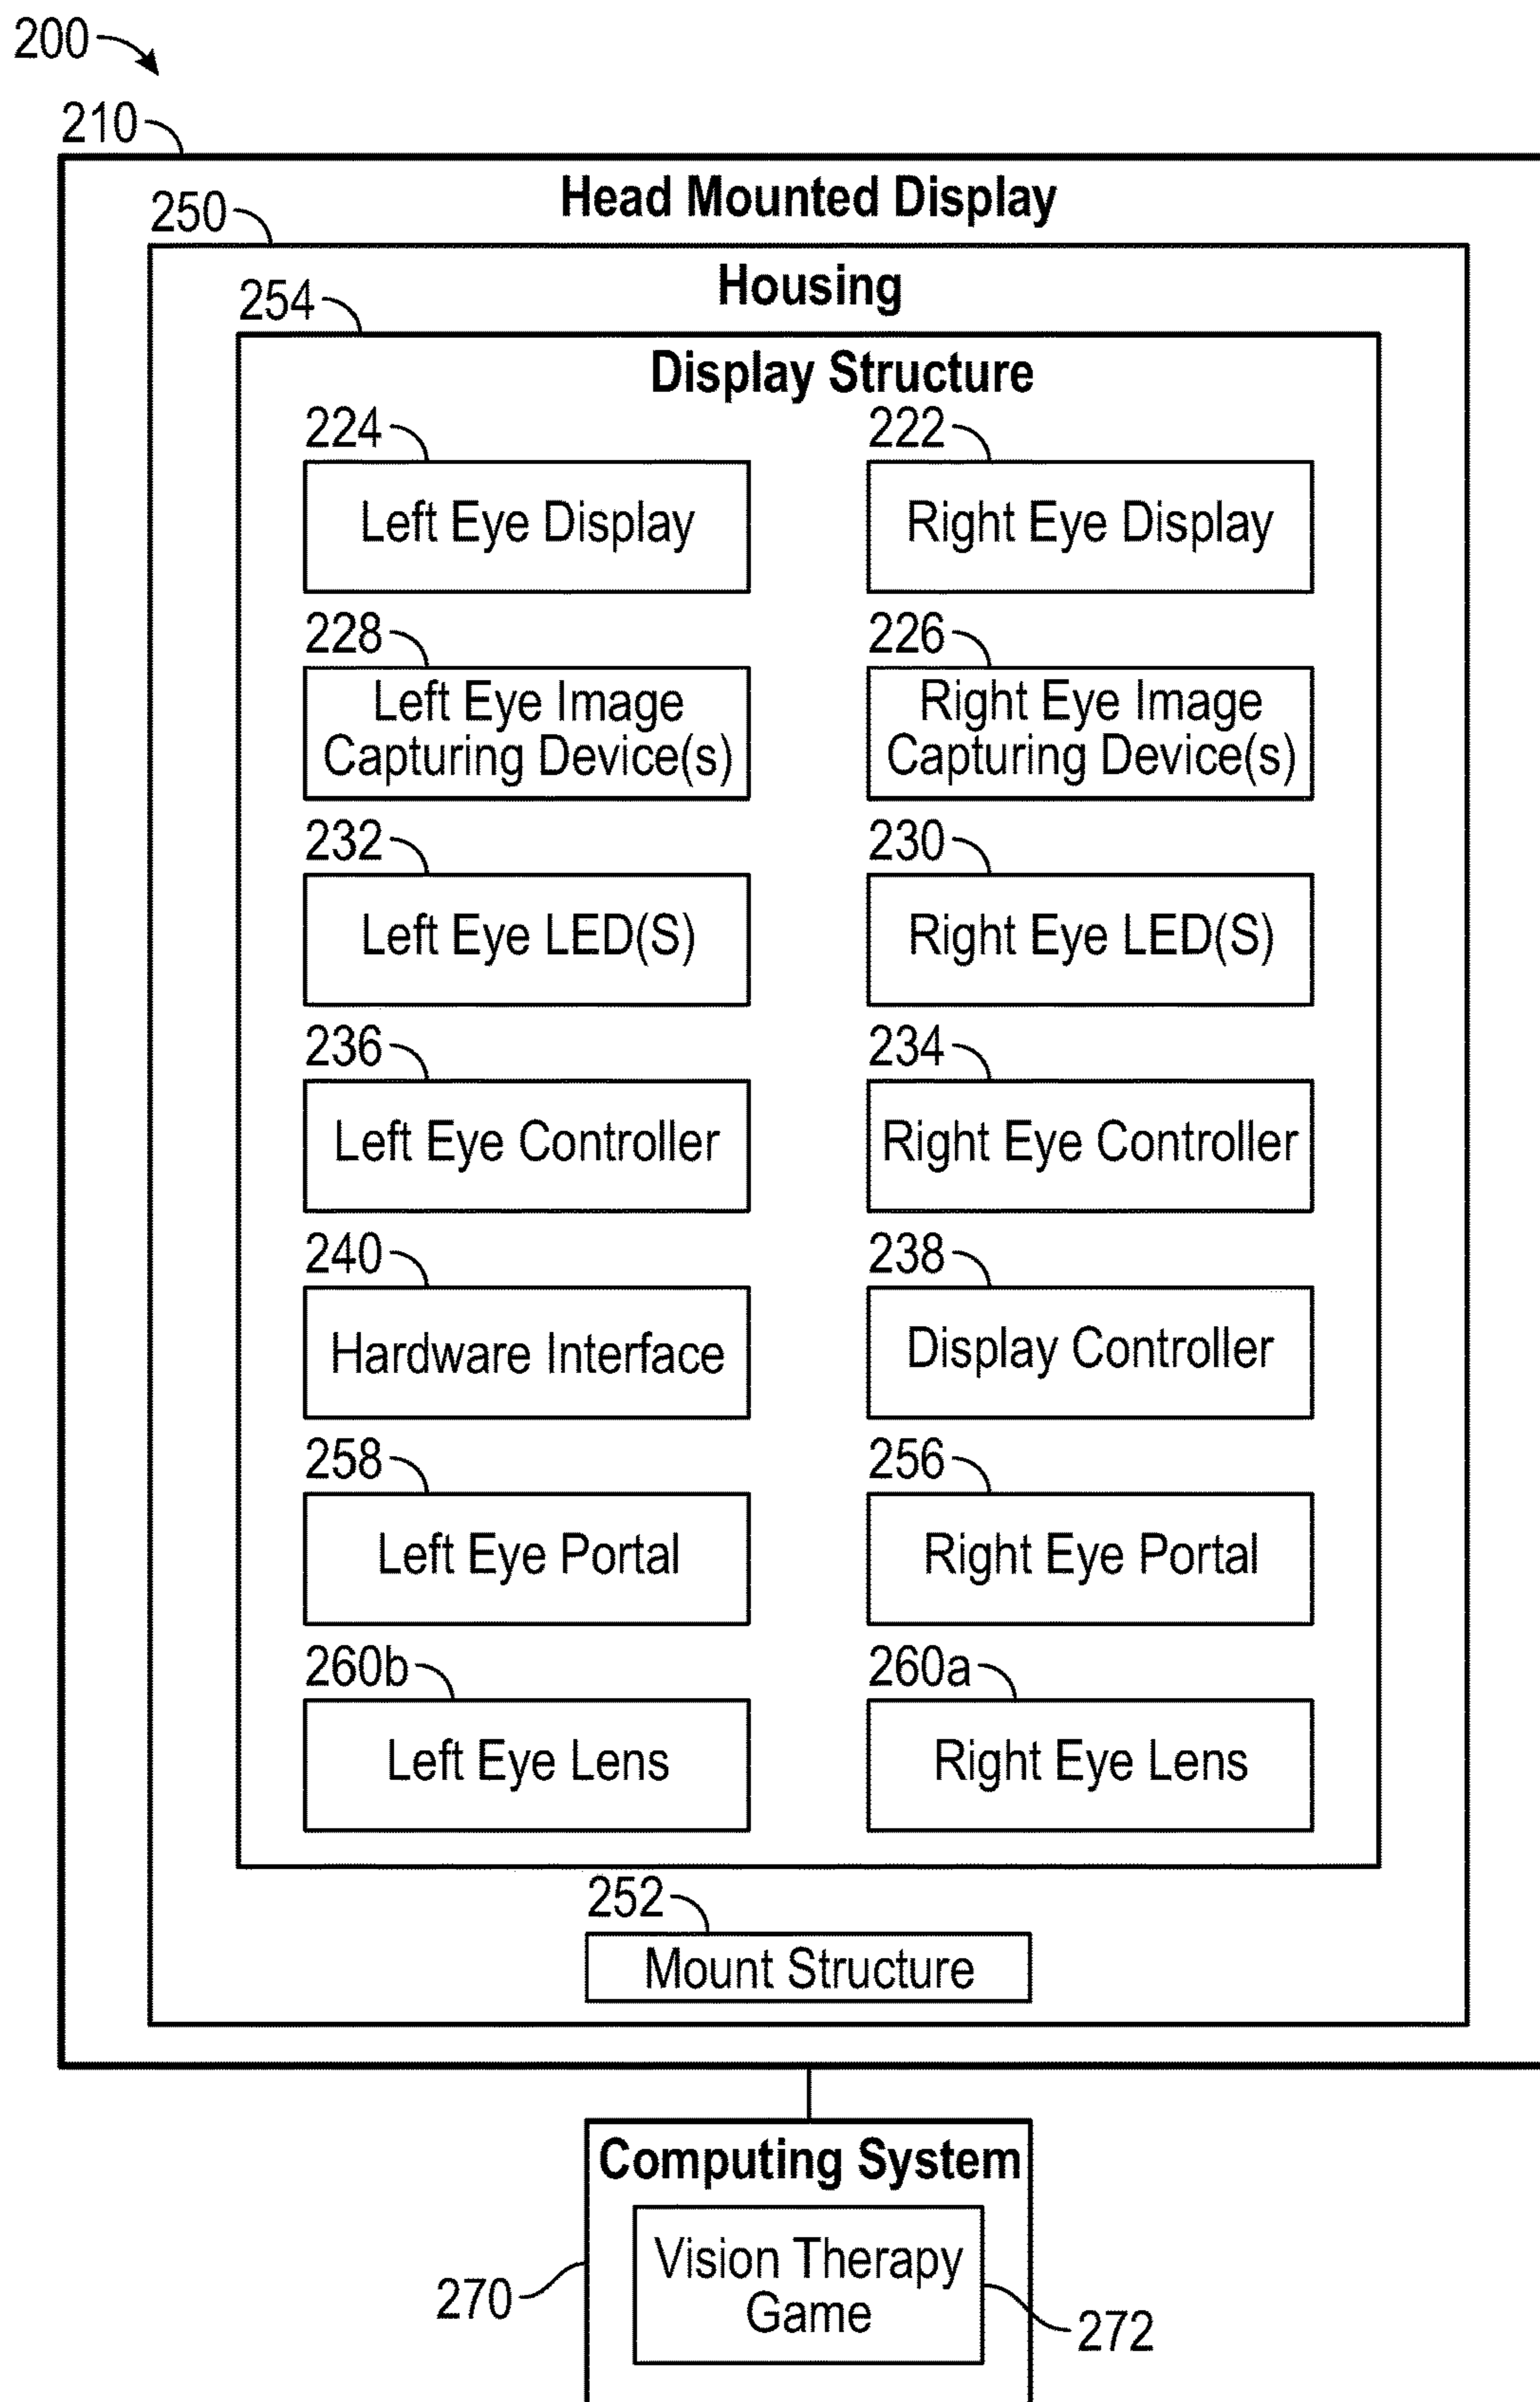 200
210
Head Mounted Display
250
Housing
254
Display Structure
224
222
Left Eye Display
Right Eye Display
228
226
Left Eye Image
Capturing Device(s)
Right Eye Image
Capturing Device(s)
232
230
Left Eye LED(S)
Right Eye LED(S)
236
234
Left Eye Controller
Right Eye Controller
240
238
Hardware Interface
Display Controller
258
256
Left Eye Portal
Right Eye Portal
260b
260a
Left Eye Lens
Right Eye Lens
252
Mount Structure
Computing System
Vision Therapy
Game
270
272